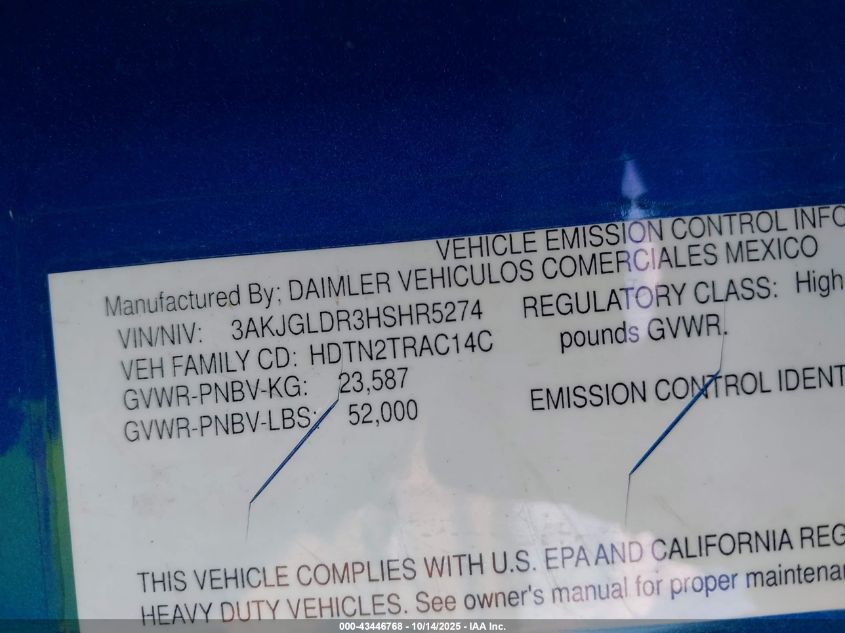 VEHICLE EMISSION CONTROL INFO
Manufactured By; DAIMLER VEHICULOS COMERCIALES MEXICO
VIN/NIV: 3AKJGLDR3HSHR5274
REGULATORY CLASS: High
VEH FAMILY CD: HDTN2TRAC14C
pounds GVWR.
GVWR-PNBV-KG: 23,587
GVWR-PNBV-LBS: 52,000
EMISSION CONTROL IDENT
THIS VEHICLE COMPLIES WITH U.S. EPA AND CALIFORNIA REG
HEAVY DUTY VEHICLES. See owner's manual for proper maintena
000-43446768 - 10/14/2025 - IAA Inc.